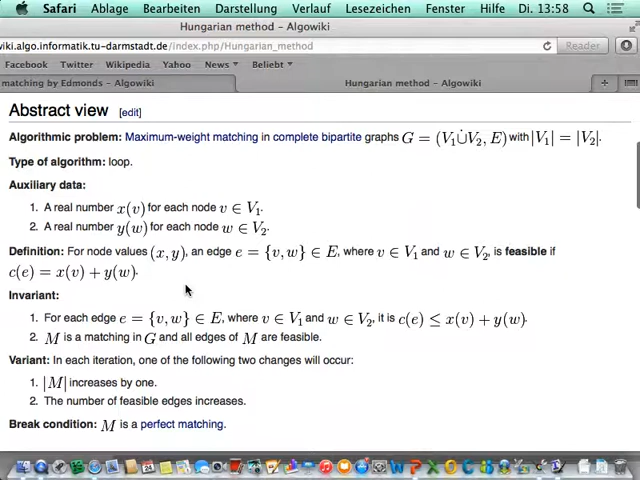 Safari Ablage Bearbeiten Darstellung Verlauf Lesezeichen Fenster Hilfe Di. 13:58
Hungarian method - Algowiki
wiki.algo.informatik.tu-darmstadt.de/index.php/Hungarian_method Reader
Facebook Twitter Wikipedia Yahoo News Beliebt
matching by Edmonds - Algowiki Hungarian method - Algowiki
Abstract view [edit]
Algorithmic problem: Maximum-weight matching in complete bipartite graphs G = (V₁∪̇V₂, E) with |V₁| = |V₂|.
Type of algorithm: loop.
Auxiliary data:
1. A real number x(v) for each node v ∈ V₁.
2. A real number y(w) for each node w ∈ V₂.
Definition: For node values (x, y), an edge e = {v, w} ∈ E, where v ∈ V₁ and w ∈ V₂, is feasible if
c(e) = x(v) + y(w).
Invariant:
1. For each edge e = {v, w} ∈ E, where v ∈ V₁ and w ∈ V₂, it is c(e) ≤ x(v) + y(w).
2. M is a matching in G and all edges of M are feasible.
Variant: In each iteration, one of the following two changes will occur:
1. |M| increases by one.
2. The number of feasible edges increases.
Break condition: M is a perfect matching.